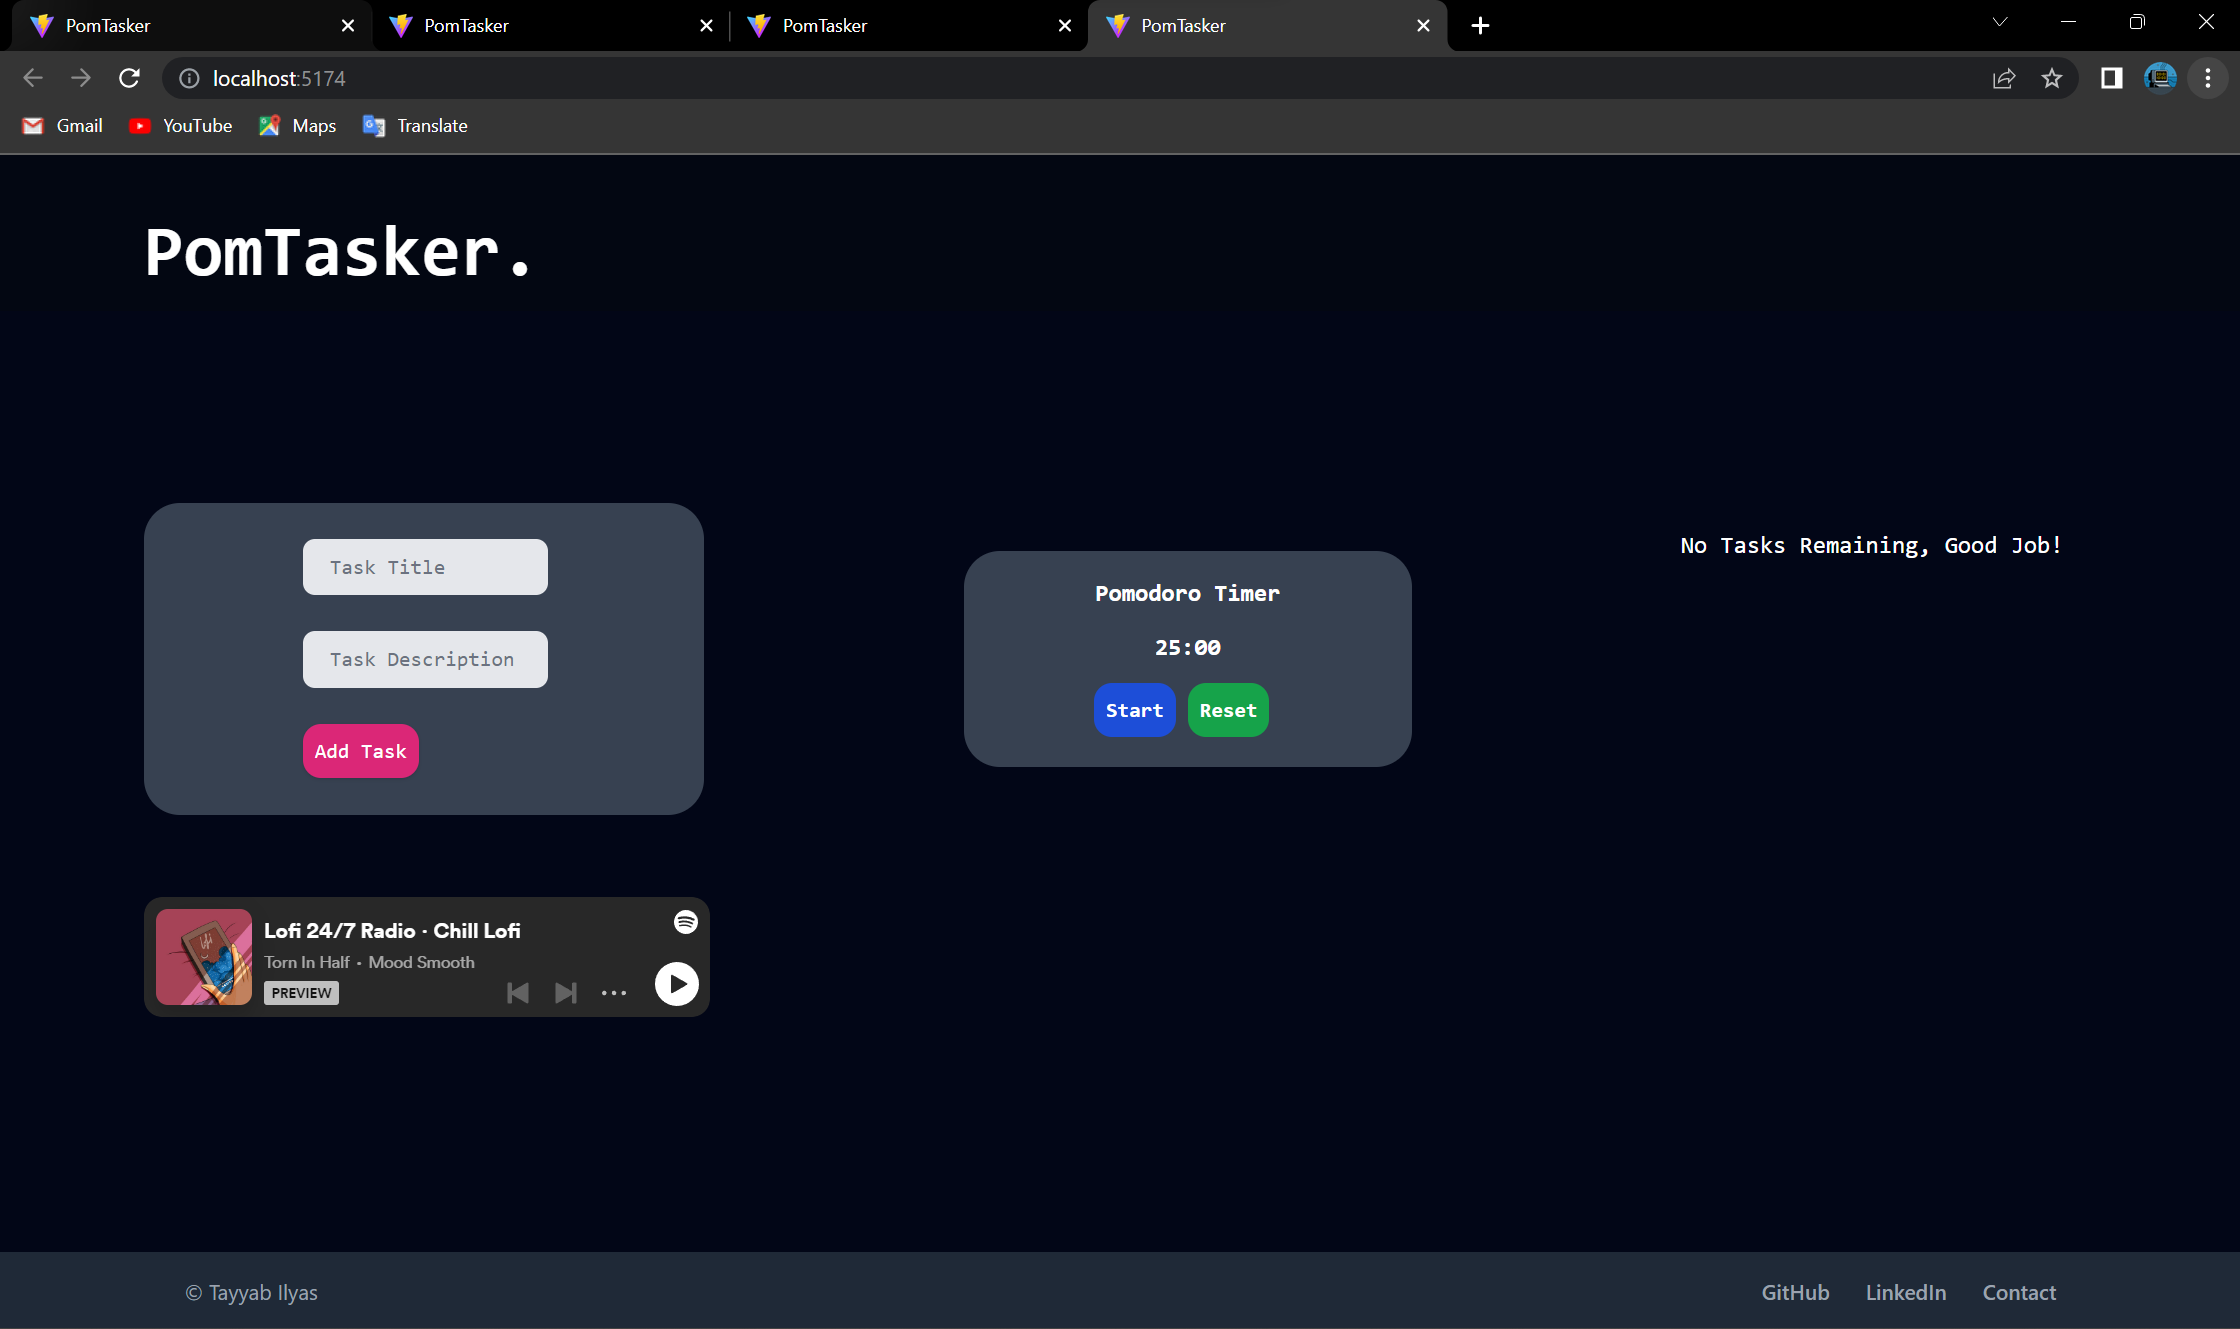 PomTasker
PomTasker
PomTasker
PomTasker
localhost:5174
Gmail
YouTube
Maps
Translate
PomTasker.
Task Title
Task Description
Add Task
Pomodoro Timer
25:00
Start
Reset
No Tasks Remaining, Good Job!
Lofi 24/7 Radio · Chill Lofi
Torn In Half • Mood Smooth
PREVIEW
© Tayyab Ilyas
GitHub
LinkedIn
Contact